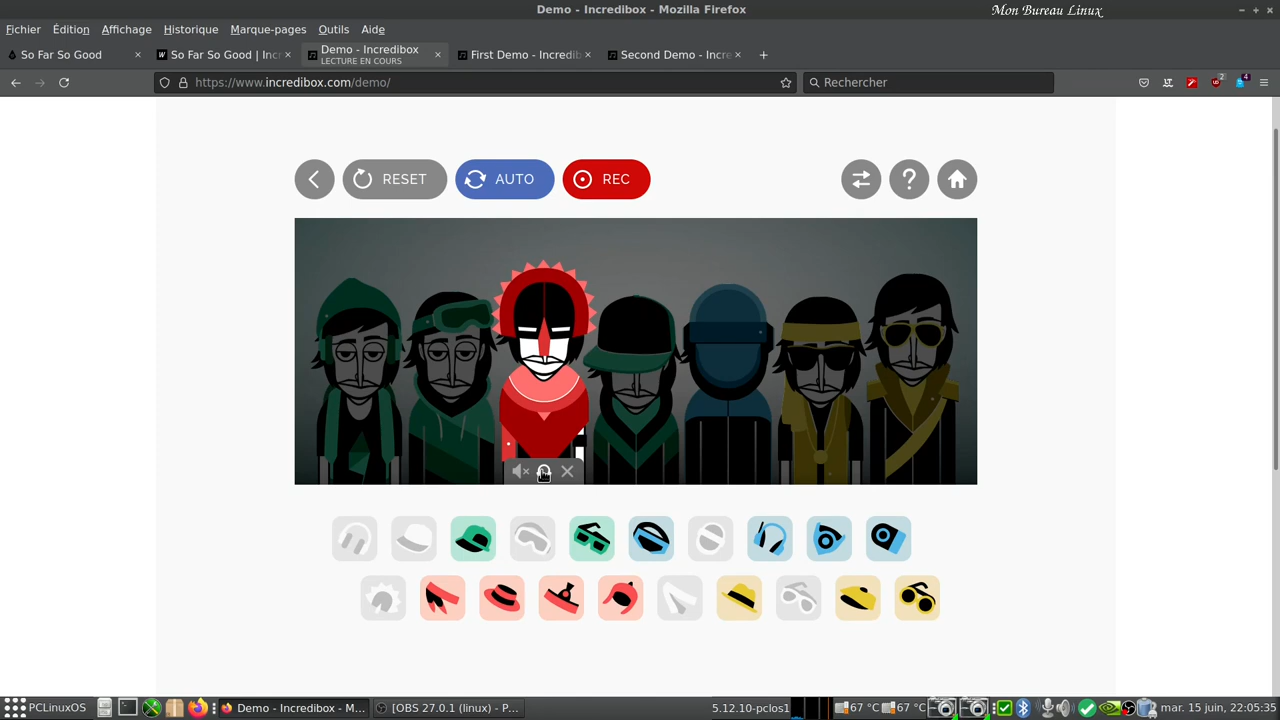 Demo - Incredibox - Mozilla Firefox
Mon Bureau Linux
Fichier Édition Affichage Historique Marque-pages Outils Aide
So Far So Good
So Far So Good | Inc
Demo - Incredibox
LECTURE EN COURS
First Demo - Incredib
Second Demo - Incre
https://www.incredibox.com/demo/
Rechercher
2
4
RESET
AUTO
REC
?
PCLinuxOS
Demo - Incredibox - M...
[OBS 27.0.1 (linux) - P...
5.12.10-pclos1
67 °C
67 °C
mar. 15 juin, 22:05:35